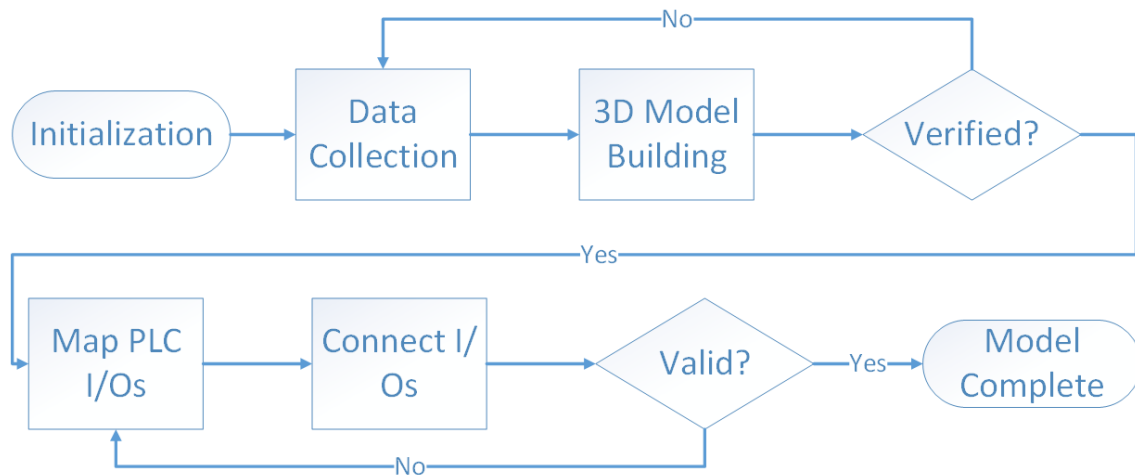 No
Initialization
Data
Collection
3D Model
Building
Verified?
Yes
Map PLC
I/Os
Connect I/
Os
Valid?
Yes
Model
Complete
No